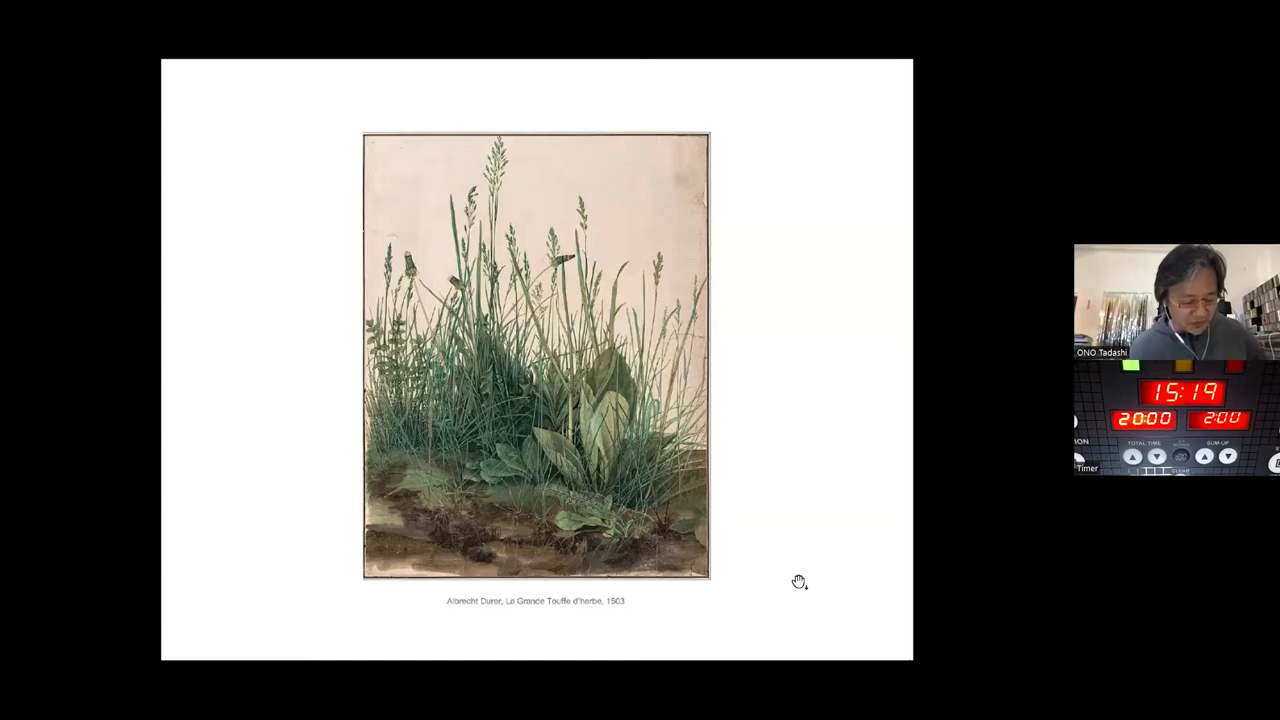 Albrecht Durer, La Grande Touffe d'herbe, 1503
ONO Tadashi
15:19
20:00 2:00
TOTAL TIME
SUM-UP
CLEAR
Timer